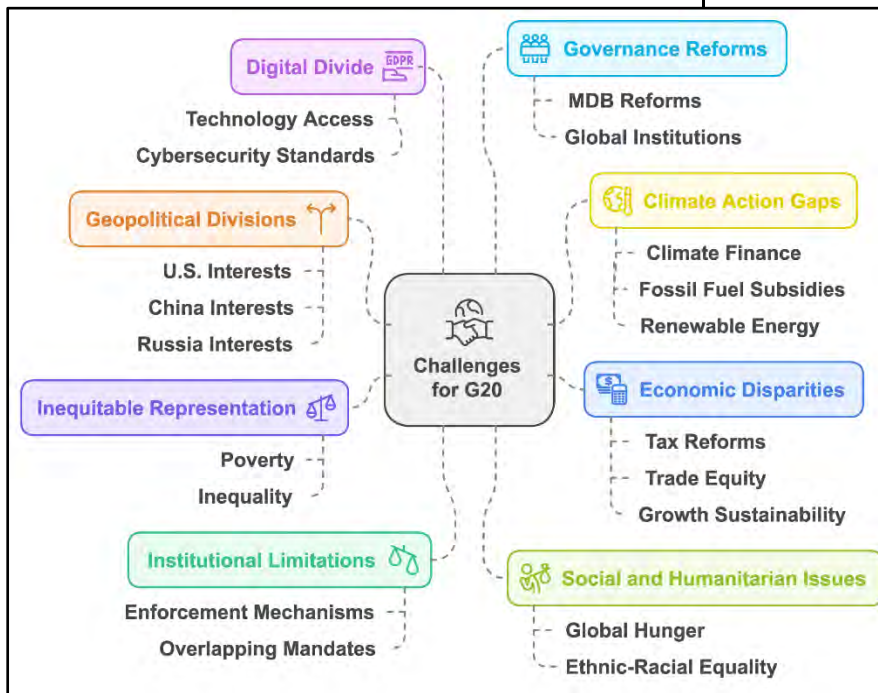 Digital Divide
GDPR
Technology Access
Cybersecurity Standards
Geopolitical Divisions
U.S. Interests
China Interests
Russia Interests
Inequitable Representation
Poverty
Inequality
Institutional Limitations
Enforcement Mechanisms
Overlapping Mandates
Challenges
for G20
Governance Reforms
MDB Reforms
Global Institutions
Climate Action Gaps
Climate Finance
Fossil Fuel Subsidies
Renewable Energy
Economic Disparities
Tax Reforms
Trade Equity
Growth Sustainability
Social and Humanitarian Issues
Global Hunger
Ethnic-Racial Equality